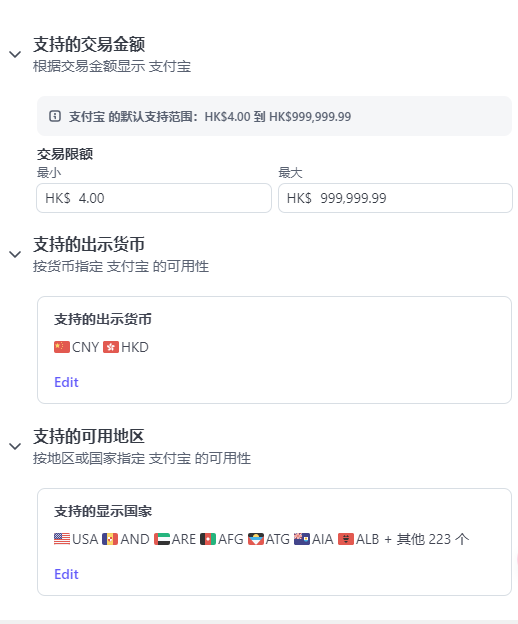 支持的交易金额
根据交易金额显示 支付宝
支付宝 的默认支持范围：HK$4.00 到 HK$999,999.99
交易限额
最小 最大
HK$ 4.00 HK$ 999,999.99
支持的出示货币
按货币指定 支付宝 的可用性
支持的出示货币
CNY HKD
Edit
支持的可用地区
按地区或国家指定 支付宝 的可用性
支持的显示国家
USA AND ARE AFG ATG AIA ALB + 其他 223 个
Edit